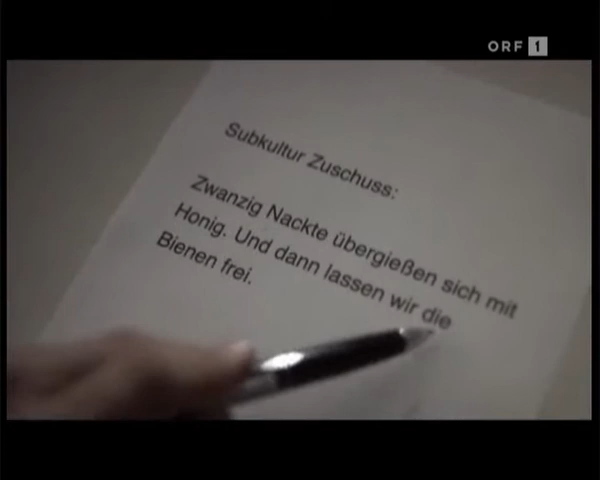 ORF 1
Subkultur Zuschuss:
Zwanzig Nackte übergießen sich mit
Honig. Und dann lassen wir die
Bienen frei.